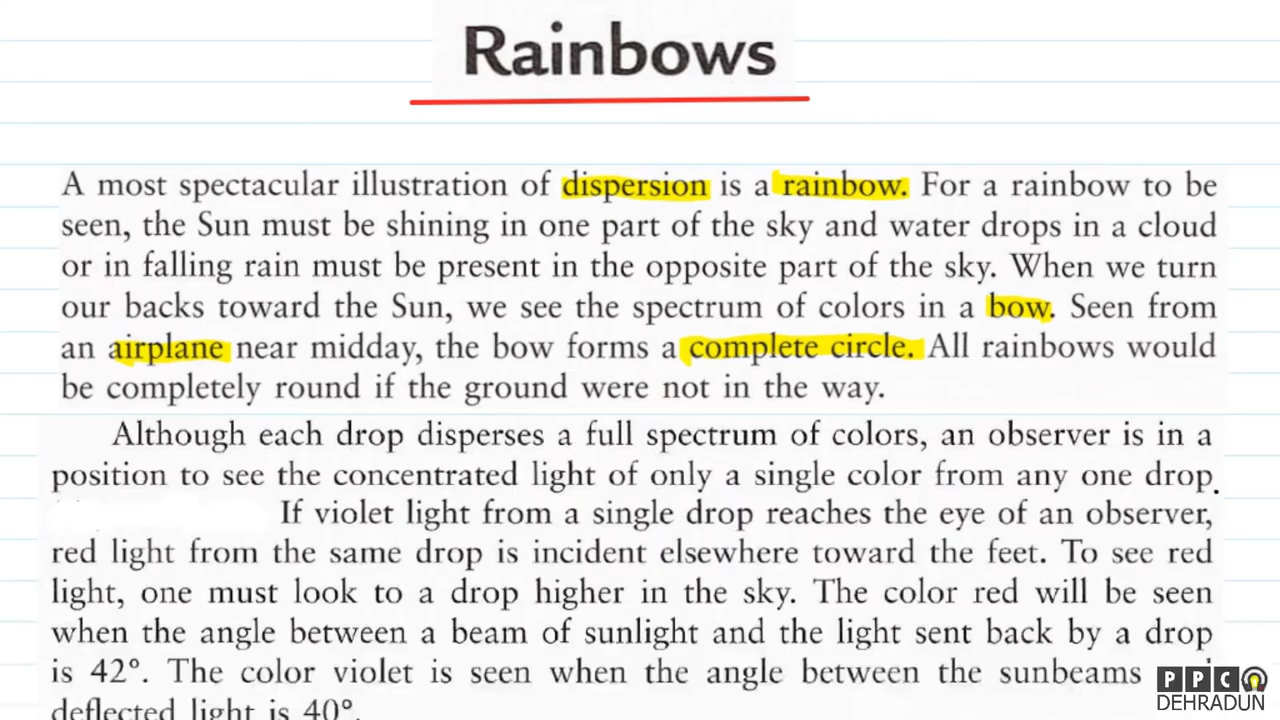 Rainbows
A most spectacular illustration of dispersion is a rainbow. For a rainbow to be
seen, the Sun must be shining in one part of the sky and water drops in a cloud
or in falling rain must be present in the opposite part of the sky. When we turn
our backs toward the Sun, we see the spectrum of colors in a bow. Seen from
an airplane near midday, the bow forms a complete circle. All rainbows would
be completely round if the ground were not in the way.
Although each drop disperses a full spectrum of colors, an observer is in a
position to see the concentrated light of only a single color from any one drop.
If violet light from a single drop reaches the eye of an observer,
red light from the same drop is incident elsewhere toward the feet. To see red
light, one must look to a drop higher in the sky. The color red will be seen
when the angle between a beam of sunlight and the light sent back by a drop
is 42°. The color violet is seen when the angle between the sunbeams
deflected light is 40°.
PPC
DEHRADUN